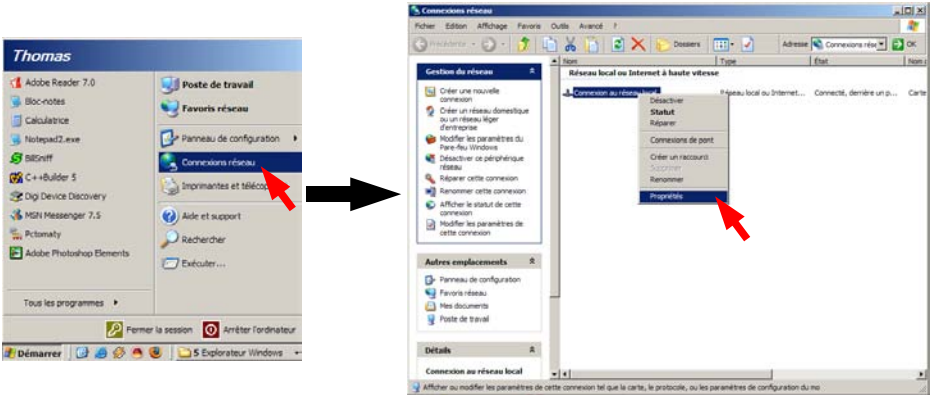 Thomas
Adobe Reader 7.0
Bloc-notes
Calculatrice
Notepad2.exe
BillSniff
C++Builder 5
Digi Device Discovery
MSN Messenger 7.5
Pctomaty
Adobe Photoshop Elements
Tous les programmes
Poste de travail
Favoris réseau
Panneau de configuration
Connexions réseau
Imprimantes et téléco
Aide et support
Rechercher
Exécuter...
Fermer la session
Arrêter l'ordinateur
Démarrer
5 Explorateur Windows
Connexions réseau
Fichier Edition Affichage Favoris Outils Avancé ?
Précédente
Dossiers
Adresse
Connexions rése
OK
Nom
Type
État
Nom
Gestion du réseau
Créer une nouvelle
connexion
Créer un réseau domestique
ou un réseau léger
d'entreprise
Modifier les paramètres du
Pare-feu Windows
Désactiver ce périphérique
réseau
Réparer cette connexion
Renommer cette connexion
Afficher le statut de cette
connexion
Modifier les paramètres de
cette connexion
Autres emplacements
Panneau de configuration
Favoris réseau
Mes documents
Poste de travail
Détails
Connexion au réseau local
Réseau local ou Internet à haute vitesse
Connexion au réseau local
Réseau local ou Internet...
Connecté, derrière un p...
Carte
Désactiver
Statut
Réparer
Connexions de pont
Créer un raccourci
Supprimer
Renommer
Propriétés
Afficher ou modifier les paramètres de cette connexion tel que la carte, le protocole, ou les paramètres de configuration du mo